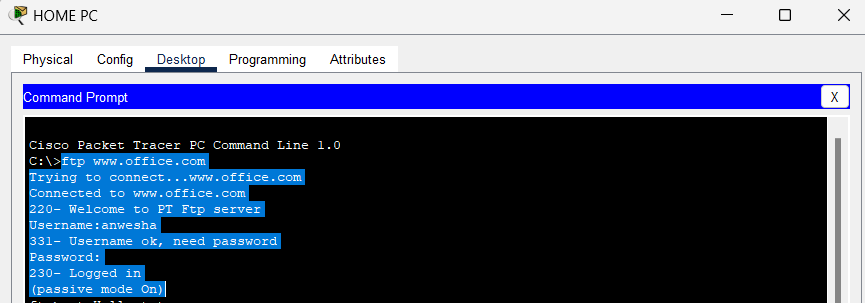 HOME PC
Physical Config Desktop Programming Attributes
Command Prompt X
Cisco Packet Tracer PC Command Line 1.0
C:\>ftp www.office.com
Trying to connect...www.office.com
Connected to www.office.com
220- Welcome to PT Ftp server
Username:anwesha
331- Username ok, need password
Password:
230- Logged in
(passive mode On)